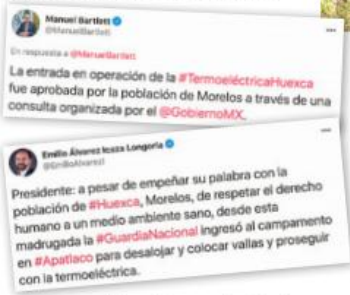 Manuel Bartlett
@ManuelBartlett
En respuesta a @ManuelBartlett
La entrada en operación de la #TermoeléctricaHuexca
fue aprobada por la población de Morelos a través de una
consulta organizada por el @GobiernoMX.
Emilio Álvarez Icaza Longoria
@EmilioAlvarezI
Presidente: a pesar de empeñar su palabra con la
población de #Huexca, Morelos, de respetar el derecho
humano a un medio ambiente sano, desde esta
madrugada la #GuardiaNacional ingresó al campamento
en #Apatlaco para desalojar y colocar vallas y proseguir
con la termoeléctrica.